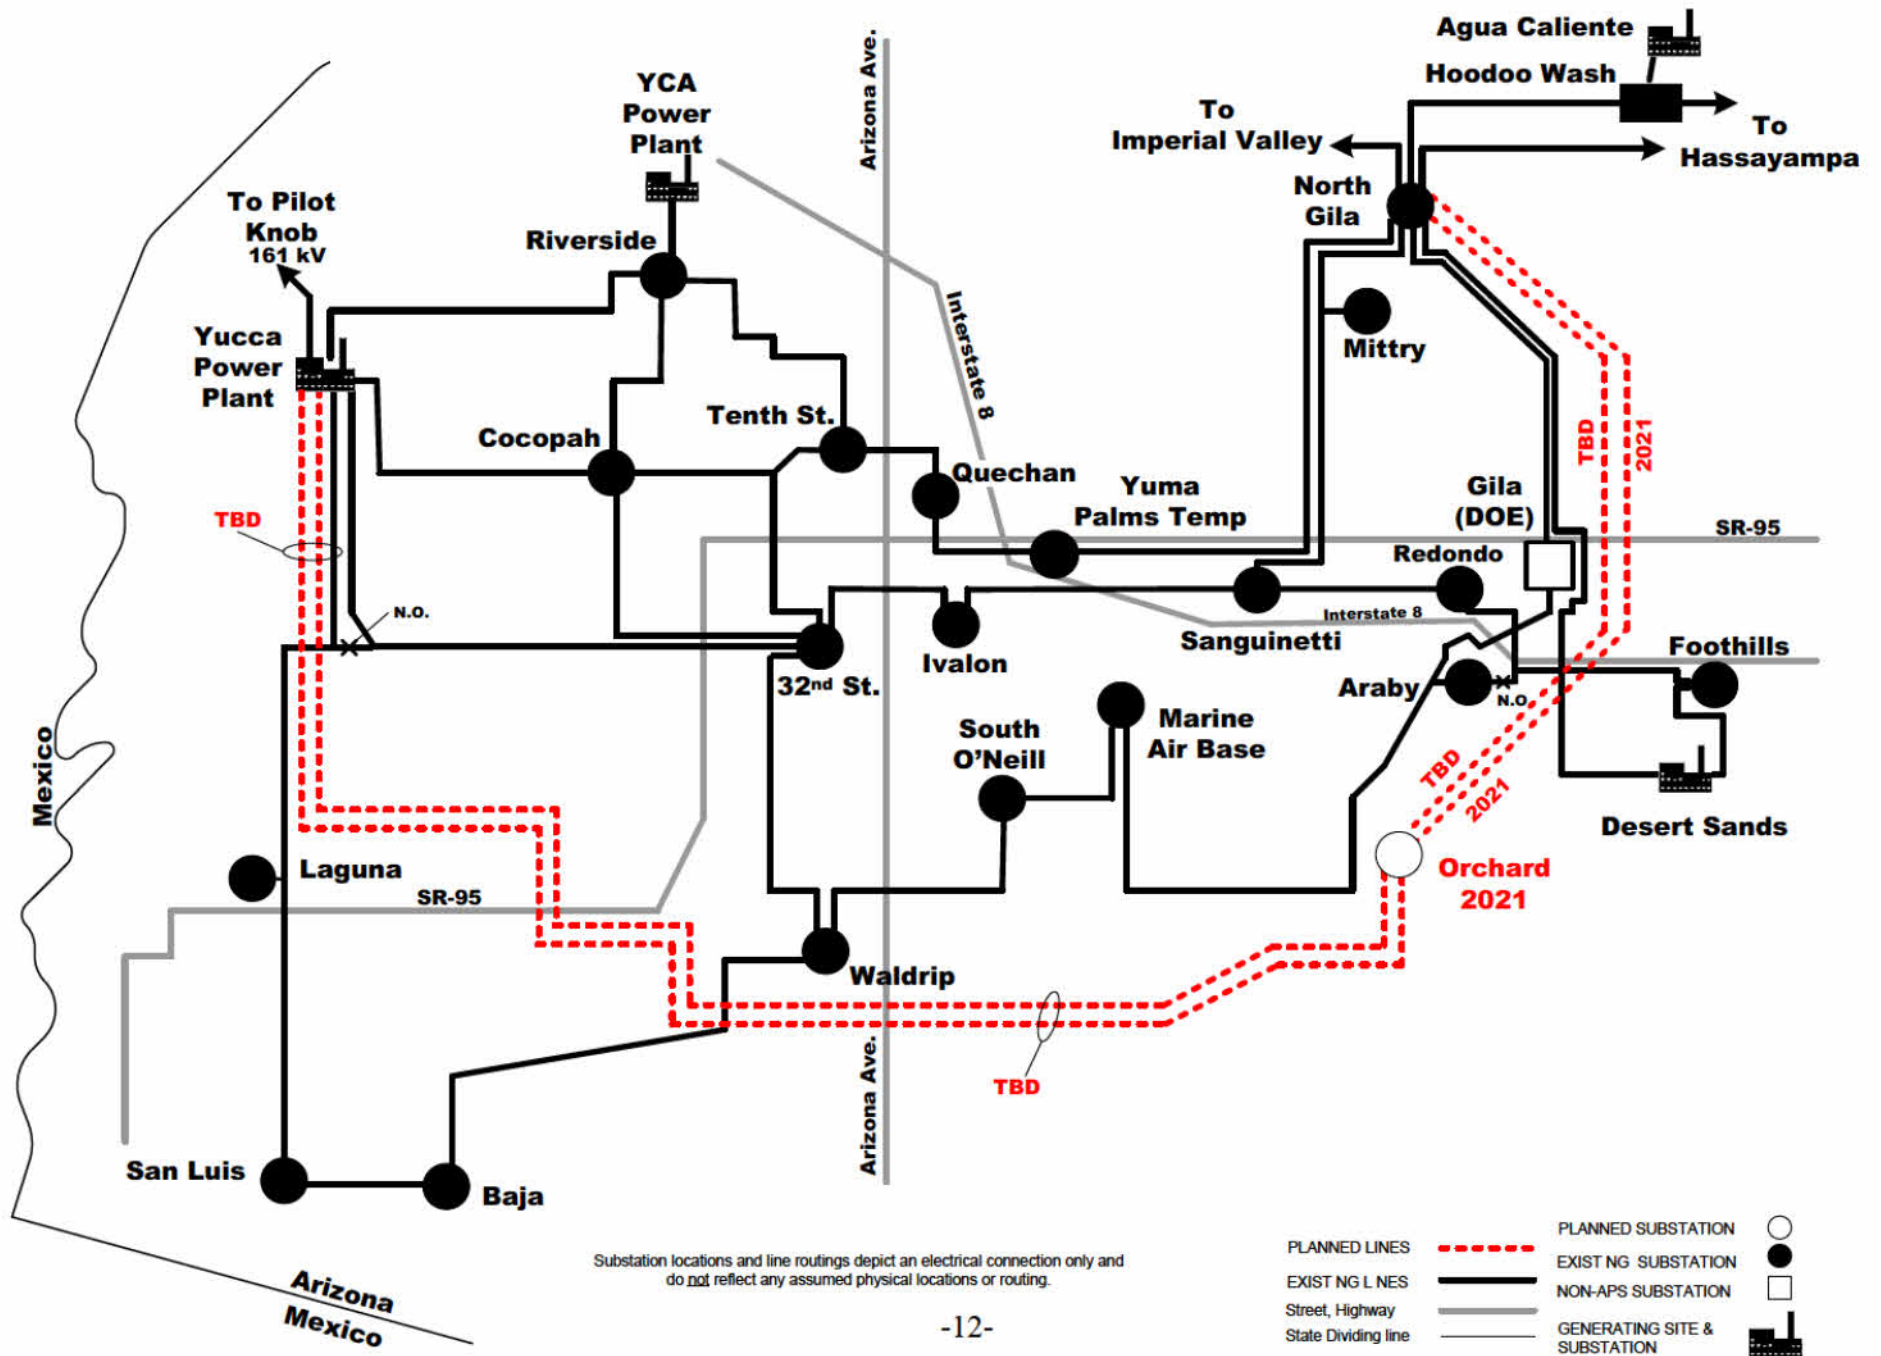 Agua Caliente
Hoodoo Wash
To
Imperial Valley
To
Hassayampa
North
Gila
Arizona Ave.
YCA
Power
Plant
To Pilot
Knob
161 kV
Riverside
Yucca
Power
Plant
Interstate 8
Mittry
Tenth St.
Cocopah
Quechan
Yuma
Palms Temp
Gila
(DOE)
TBD
2021
SR-95
Redondo
TBD
N.O.
Interstate 8
Sanguinetti
Foothills
Ivalon
32nd St.
Araby
N.O.
Marine
Air Base
South
O'Neill
TBD
2021
Desert Sands
Mexico
Laguna
SR-95
Orchard
2021
Waldrip
TBD
Arizona Ave.
San Luis
Baja
Arizona
Mexico
Substation locations and line routings depict an electrical connection only and
do not reflect any assumed physical locations or routing.
-12-
PLANNED LINES
EXIST NG L NES
Street, Highway
State Dividing line
PLANNED SUBSTATION
EXIST NG SUBSTATION
NON-APS SUBSTATION
GENERATING SITE &
SUBSTATION